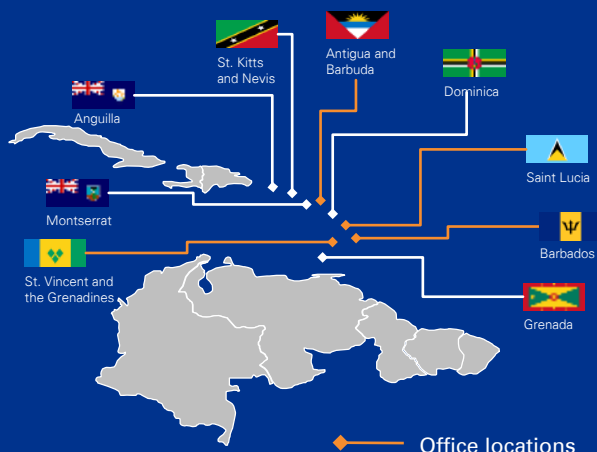 St. Kitts
and Nevis
Antigua and
Barbuda
Dominica
Anguilla
Saint Lucia
Montserrat
Barbados
St. Vincent and
the Grenadines
Grenada
Office locations